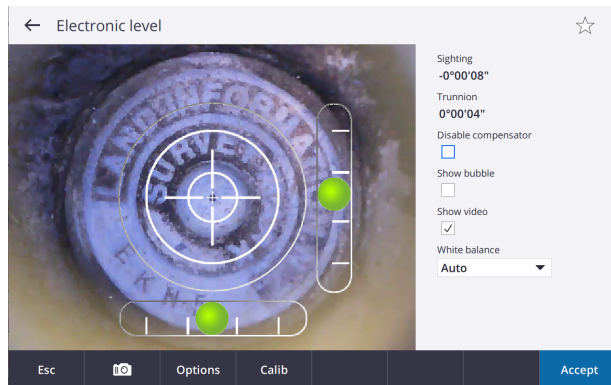 Electronic level
Sighting
-0°00'08"
Trunnion
0°00'04"
Disable compensator
Show bubble
Show video
White balance
Auto
Esc
Options
Calib
Accept